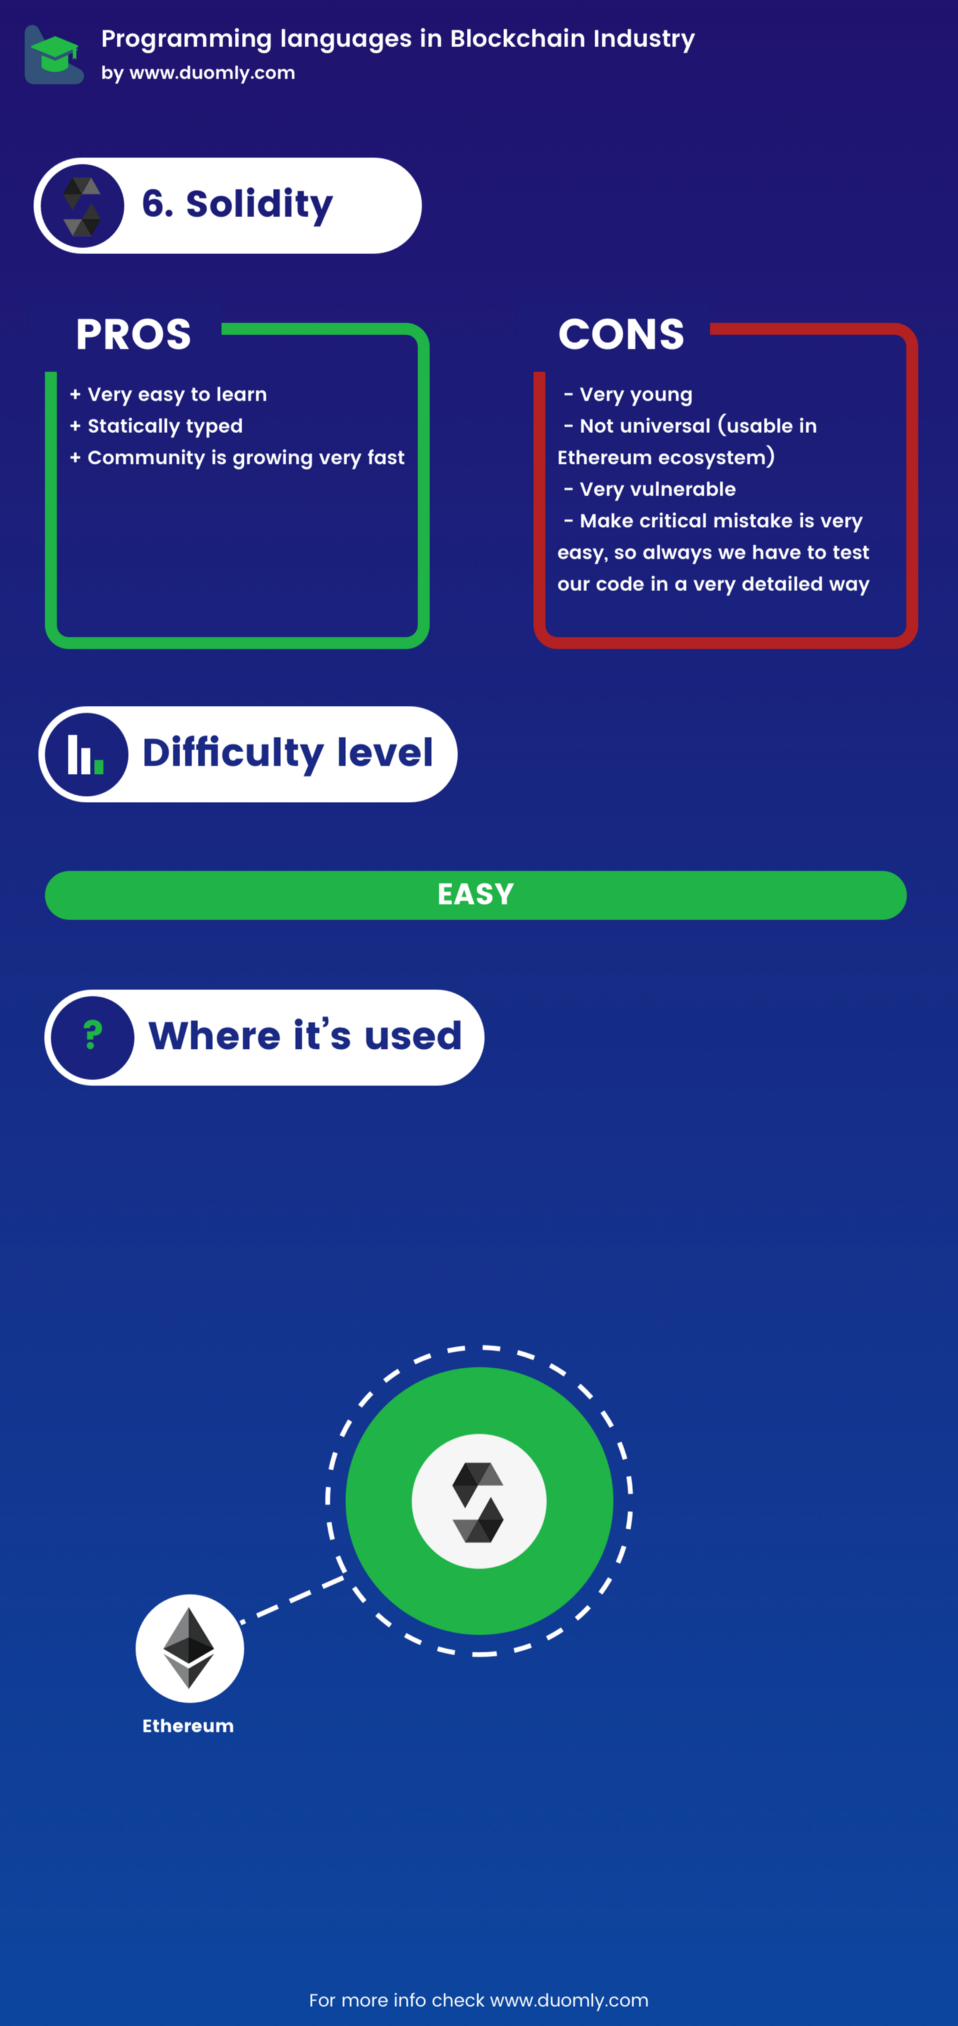 Programming languages in Blockchain Industry
by www.duomly.com
6. Solidity
PROS
+ Very easy to learn
+ Statically typed
+ Community is growing very fast
CONS
- Very young
- Not universal (usable in
Ethereum ecosystem)
- Very vulnerable
- Make critical mistake is very
easy, so always we have to test
our code in a very detailed way
Difficulty level
EASY
?
Where it's used
Ethereum
For more info check www.duomly.com